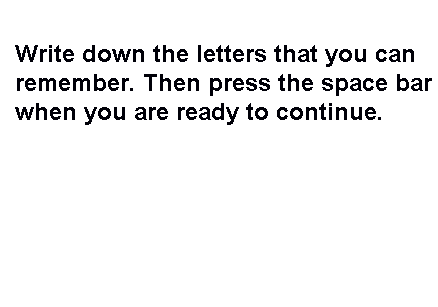 Write down the letters that you can
remember. Then press the space bar
when you are ready to continue.